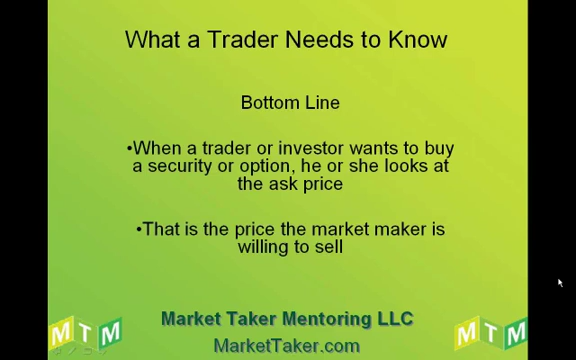 What a Trader Needs to Know
Bottom Line
•When a trader or investor wants to buy
a security or option, he or she looks at
the ask price
•That is the price the market maker is
willing to sell
Market Taker Mentoring LLC
MTM
MTM
MarketTaker.com